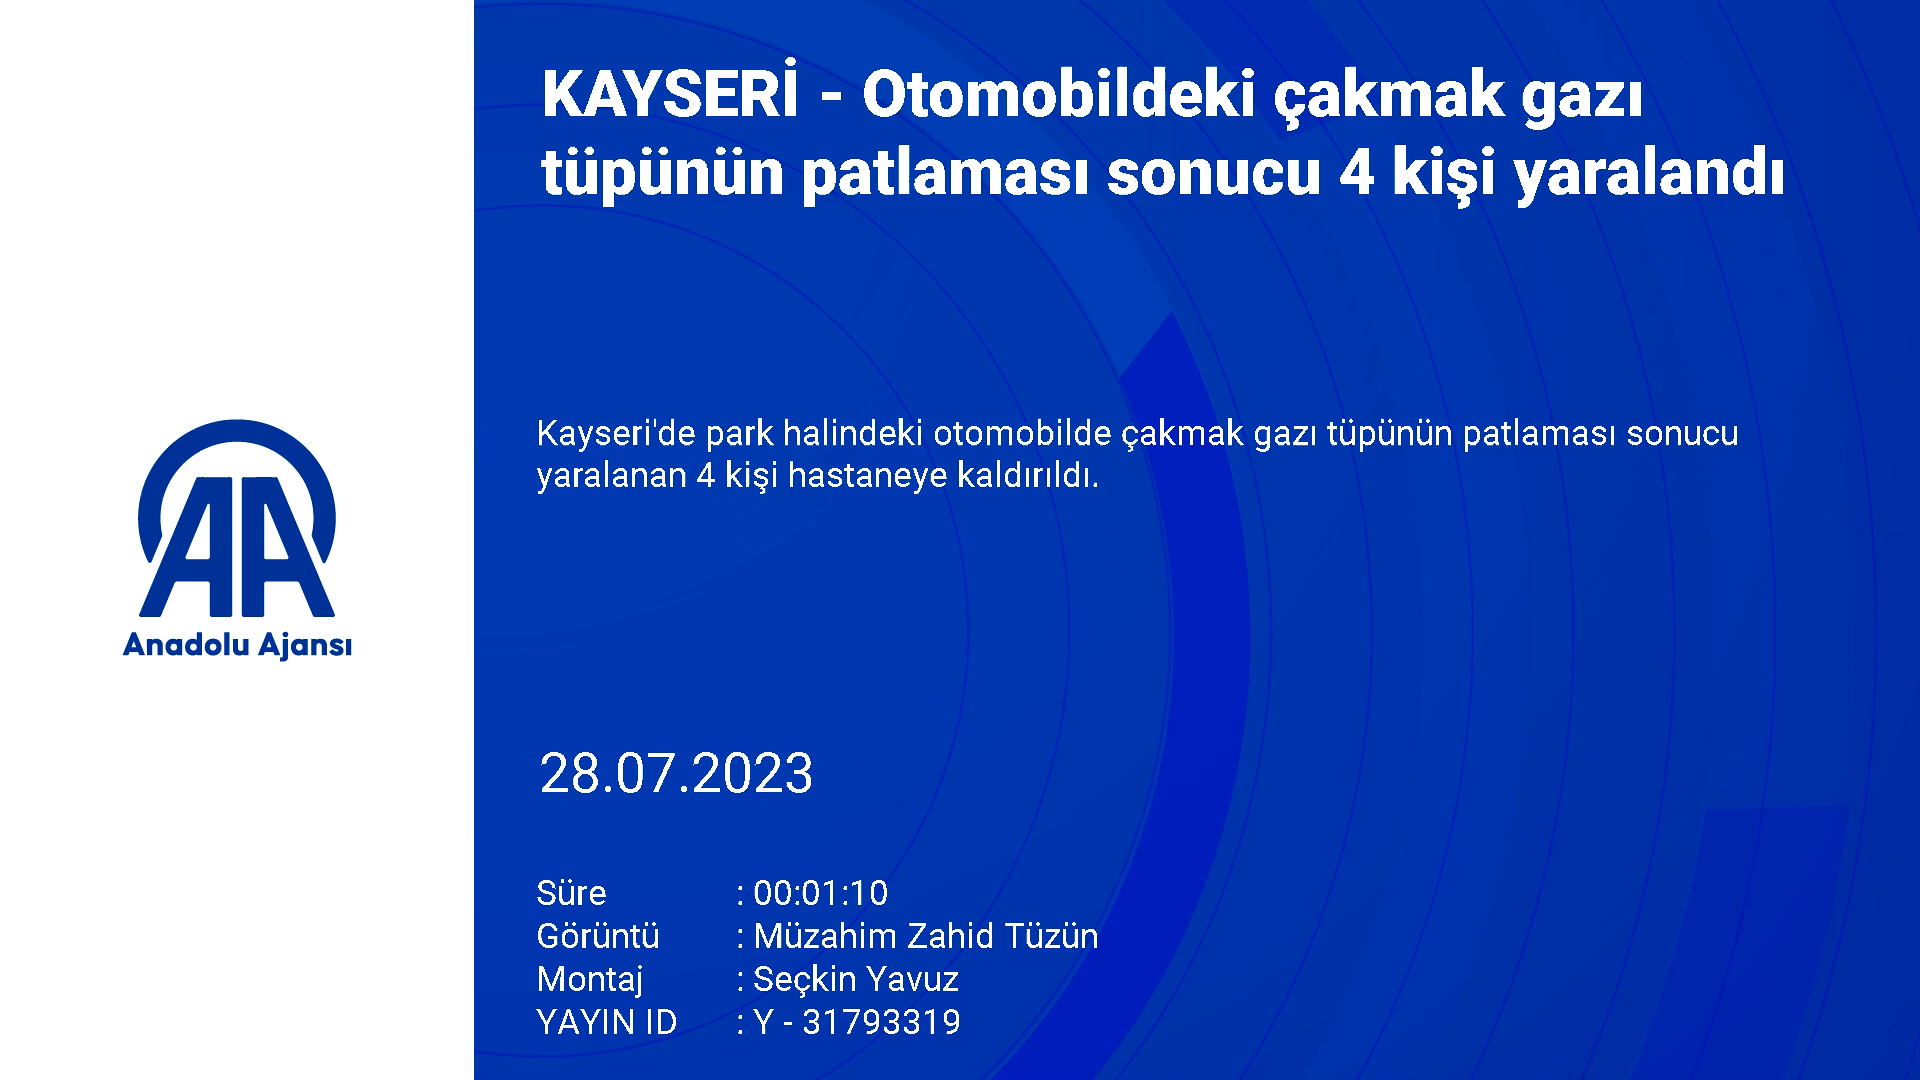 KAYSERİ - Otomobildeki çakmak gazı
tüpünün patlaması sonucu 4 kişi yaralandı
Kayseri'de park halindeki otomobilde çakmak gazı tüpünün patlaması sonucu
yaralanan 4 kişi hastaneye kaldırıldı.
AA
Anadolu Ajansı
28.07.2023
Süre : 00:01:10
Görüntü : Müzahim Zahid Tüzün
Montaj : Seçkin Yavuz
YAYIN ID : Y - 31793319